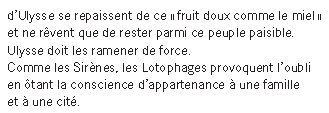 d'Ulysse se repaissent de ce «fruit doux comme le miel»
et ne rêvent que de rester parmi ce peuple paisible.
Ulysse doit les ramener de force.
Comme les Sirènes, les Lotophages provoquent l'oubli
en ôtant la conscience d'appartenance à une famille
et à une cité.